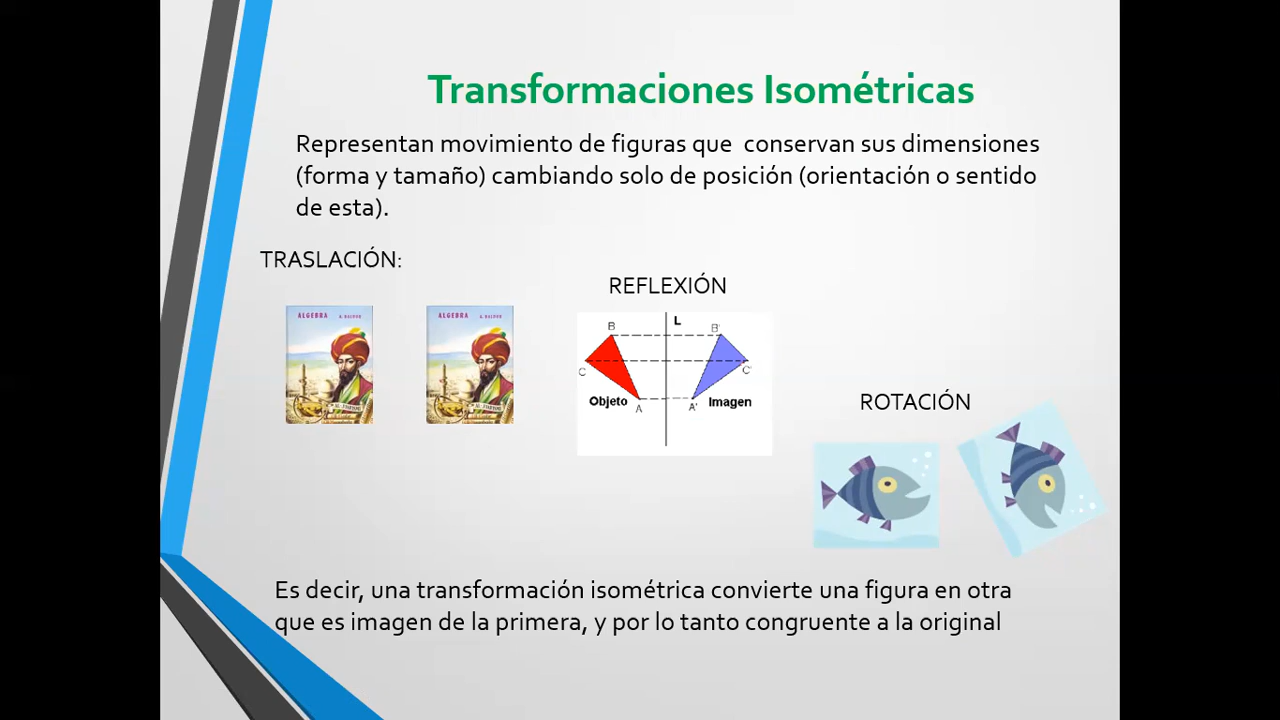 Transformaciones Isométricas
Representan movimiento de figuras que conservan sus dimensiones
(forma y tamaño) cambiando solo de posición (orientación o sentido
de esta).
TRASLACIÓN:
ALGEBRA A. BALDOR
ALGEBRA A. BALDOR
REFLEXIÓN
L
B B'
C C'
Objeto A A' Imagen
ROTACIÓN
Es decir, una transformación isométrica convierte una figura en otra
que es imagen de la primera, y por lo tanto congruente a la original